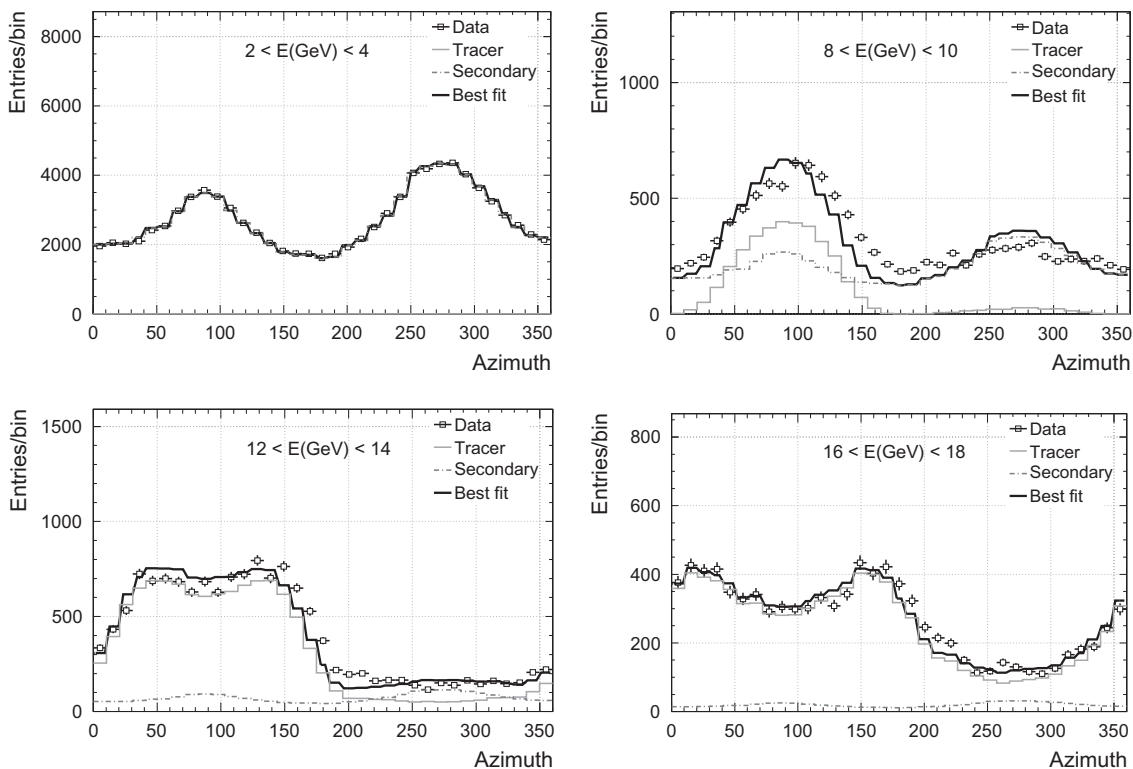 Entries/bin
8000
6000
4000
2000
0
2 < E(GeV) < 4
Data
Tracer
Secondary
Best fit
0 50 100 150 200 250 300 350
Azimuth
Entries/bin
1000
500
0
8 < E(GeV) < 10
Data
Tracer
Secondary
Best fit
0 50 100 150 200 250 300 350
Azimuth
Entries/bin
1500
1000
500
0
12 < E(GeV) < 14
Data
Tracer
Secondary
Best fit
0 50 100 150 200 250 300 350
Azimuth
Entries/bin
800
600
400
200
0
16 < E(GeV) < 18
Data
Tracer
Secondary
Best fit
0 50 100 150 200 250 300 350
Azimuth